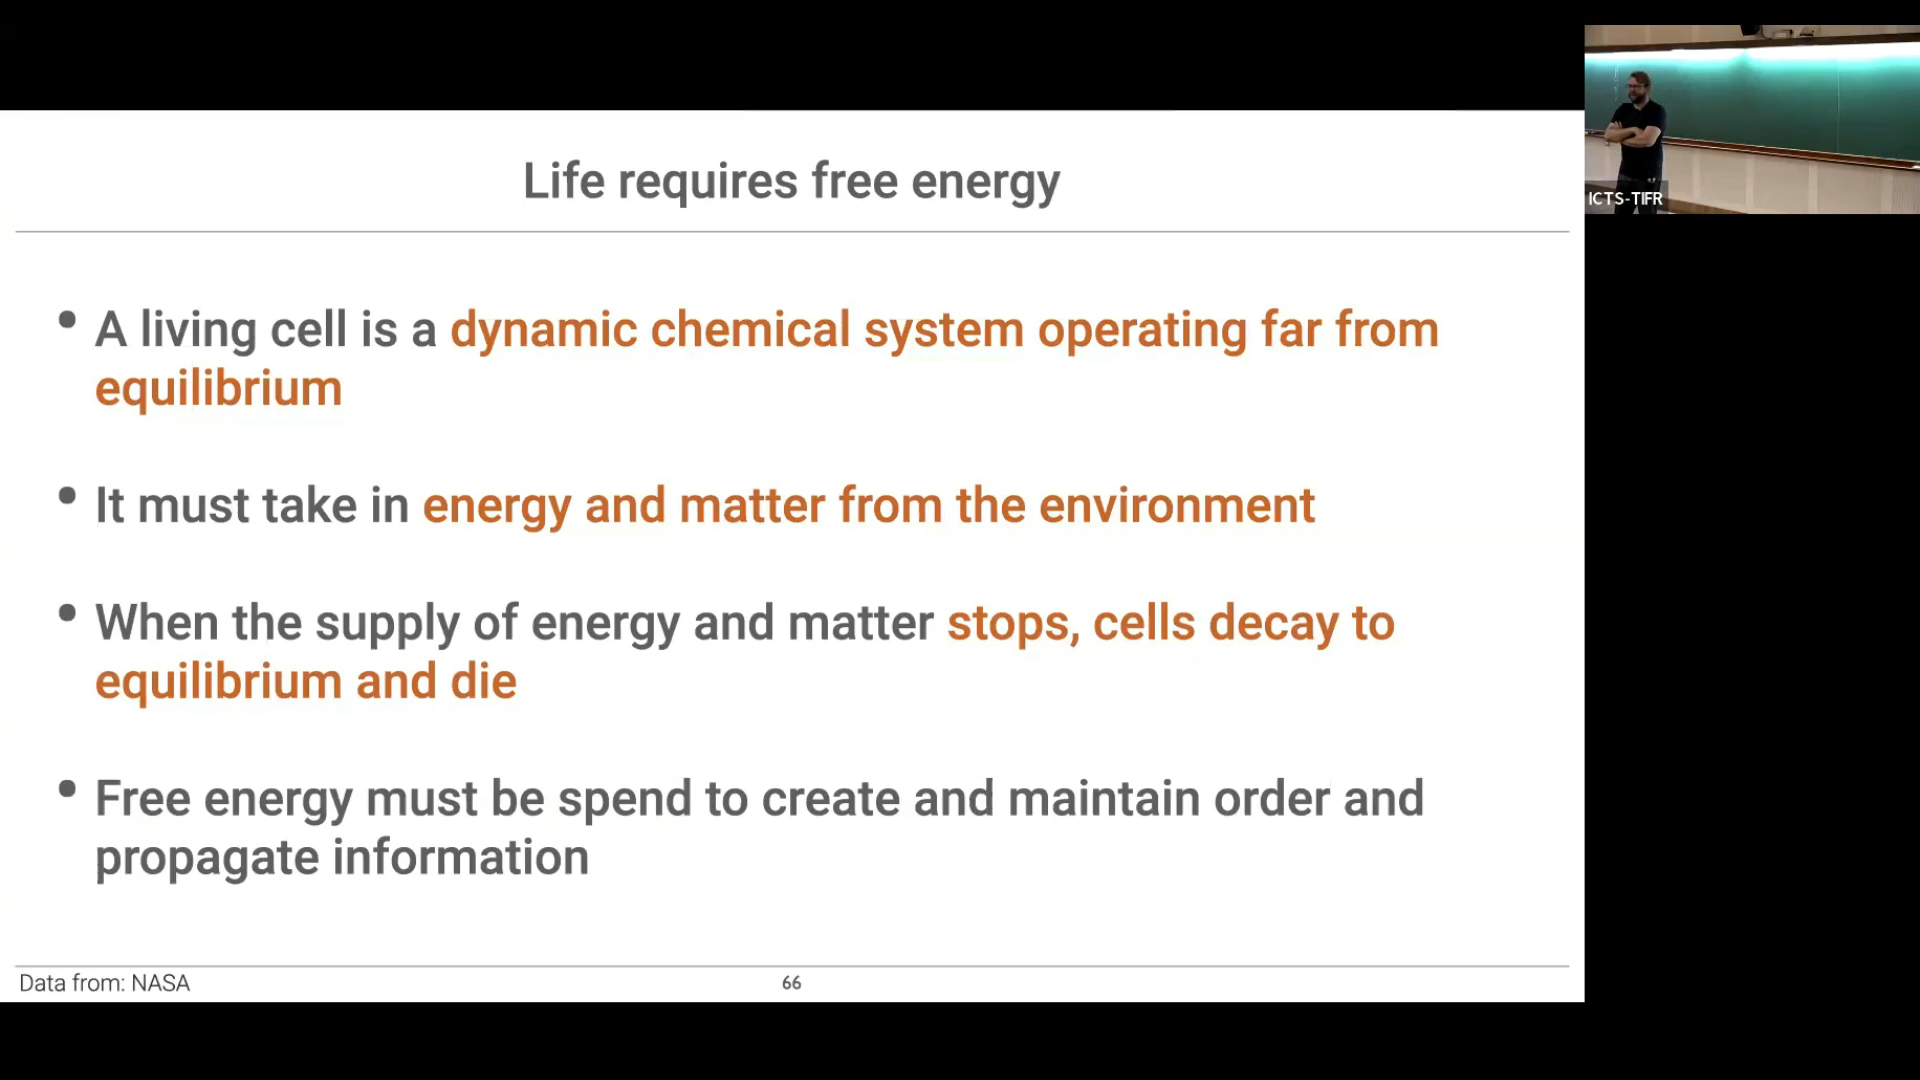 Life requires free energy
ICTS-TIFR
• A living cell is a dynamic chemical system operating far from
equilibrium
• It must take in energy and matter from the environment
• When the supply of energy and matter stops, cells decay to
equilibrium and die
• Free energy must be spend to create and maintain order and
propagate information
Data from: NASA
66